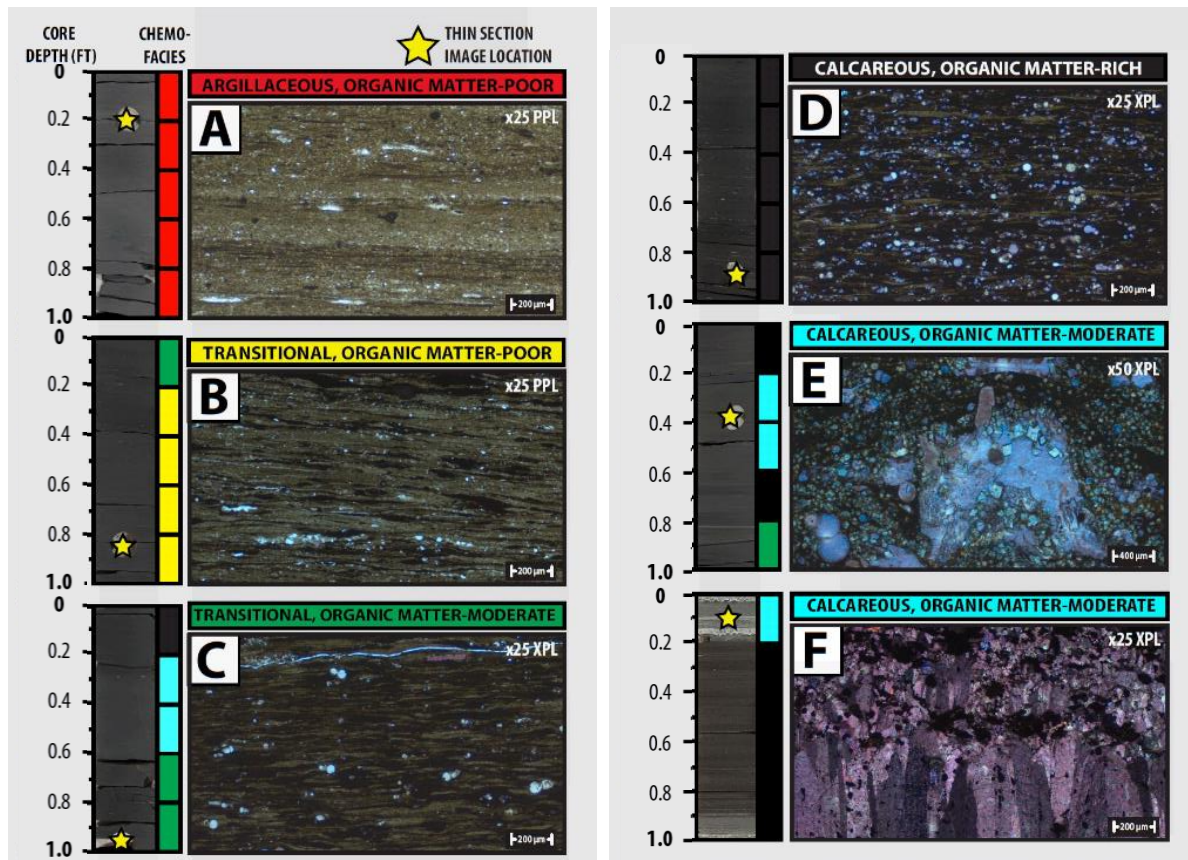 CORE
DEPTH (FT)
CHEMO-
FACIES
THIN SECTION
IMAGE LOCATION
0
0.2
0.4
0.6
0.8
1.0
ARGILLACEOUS, ORGANIC MATTER-POOR
A
x25 PPL
200 µm
0
0.2
0.4
0.6
0.8
1.0
TRANSITIONAL, ORGANIC MATTER-POOR
B
x25 PPL
200 µm
0
0.2
0.4
0.6
0.8
1.0
TRANSITIONAL, ORGANIC MATTER-MODERATE
C
x25 XPL
200 µm
0
0.2
0.4
0.6
0.8
1.0
CALCAREOUS, ORGANIC MATTER-RICH
D
x25 XPL
200 µm
0
0.2
0.4
0.6
0.8
1.0
CALCAREOUS, ORGANIC MATTER-MODERATE
E
x50 XPL
400 µm
0
0.2
0.4
0.6
0.8
1.0
CALCAREOUS, ORGANIC MATTER-MODERATE
F
x25 XPL
200 µm